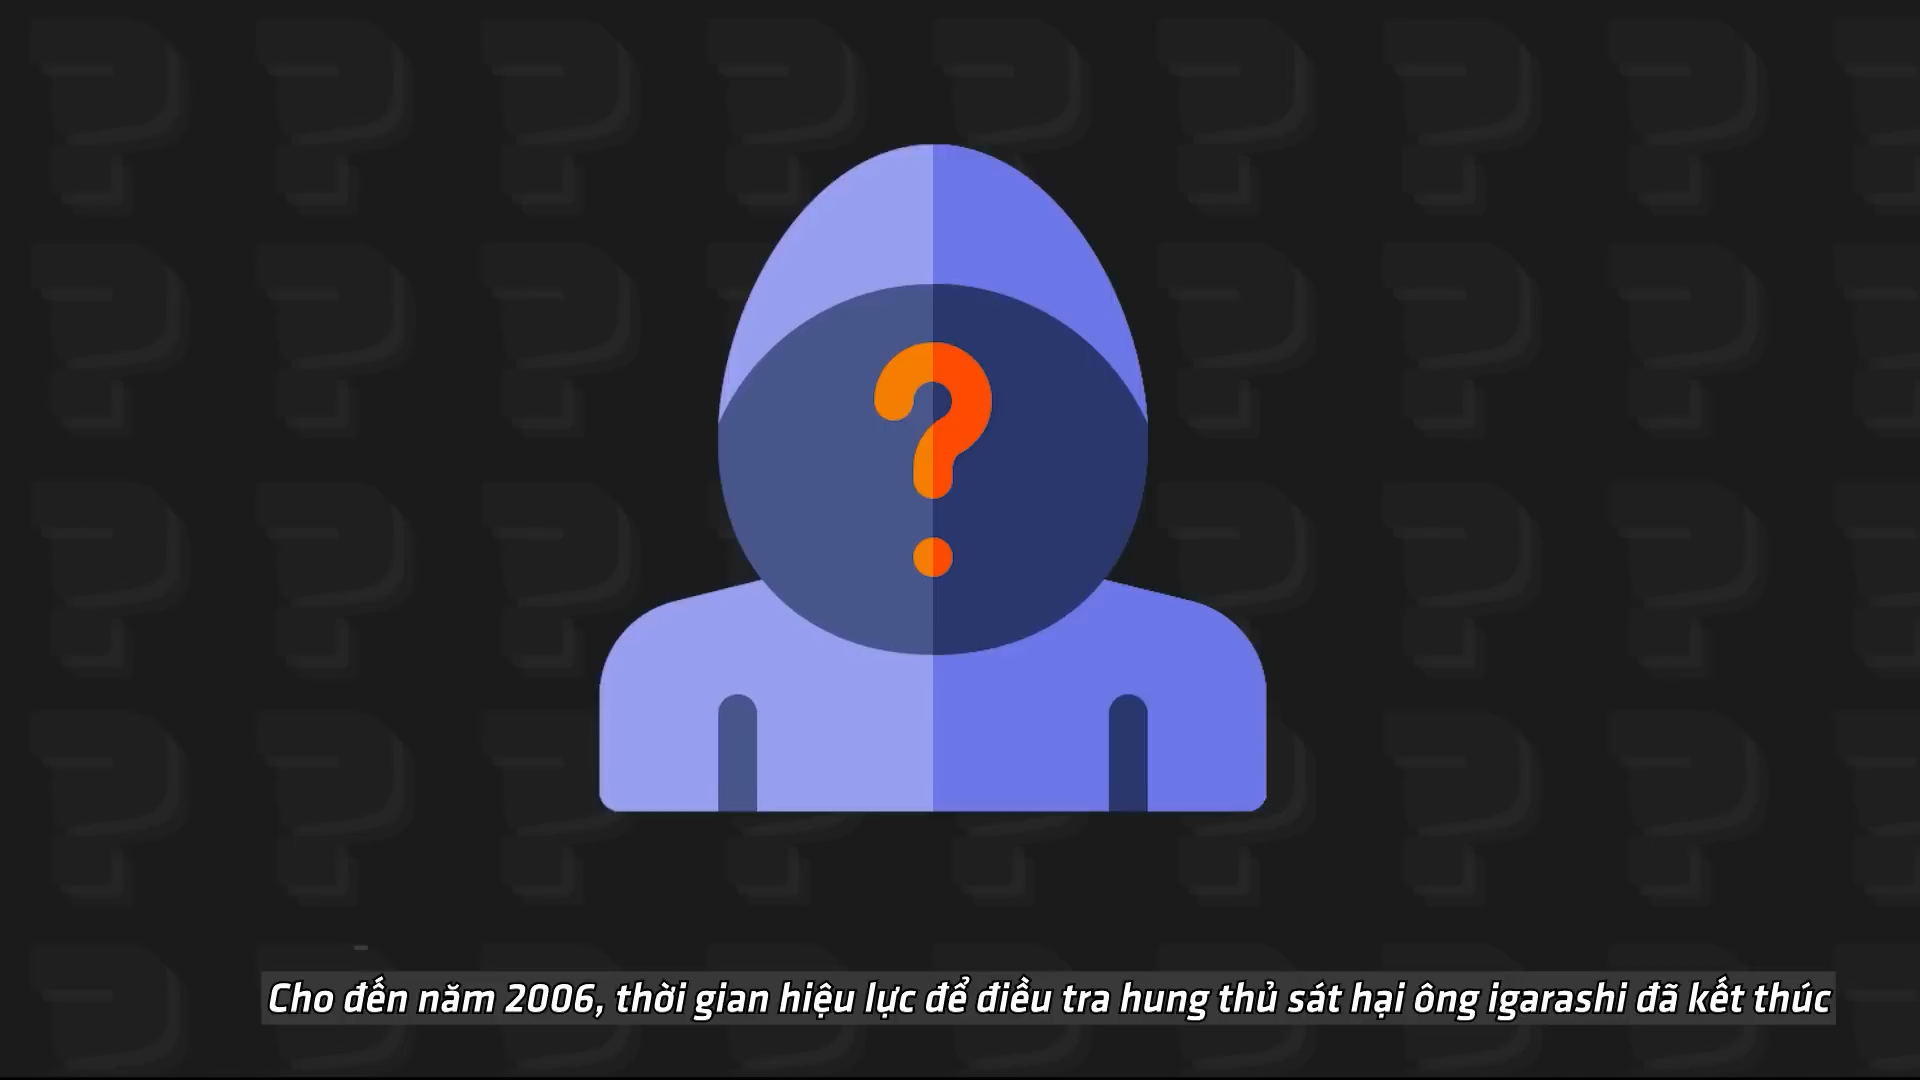 ?
Cho đến năm 2006, thời gian hiệu lực để điều tra hung thủ sát hại ông igarashi đã kết thúc